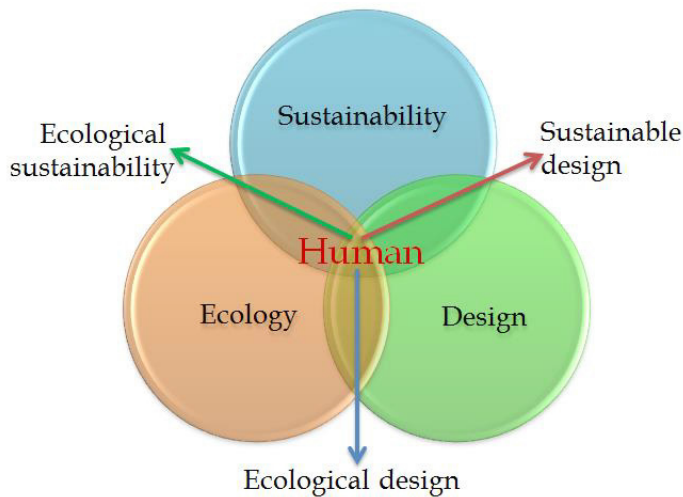 Sustainability
Ecological
sustainability
Sustainable
design
Human
Ecology
Design
Ecological design